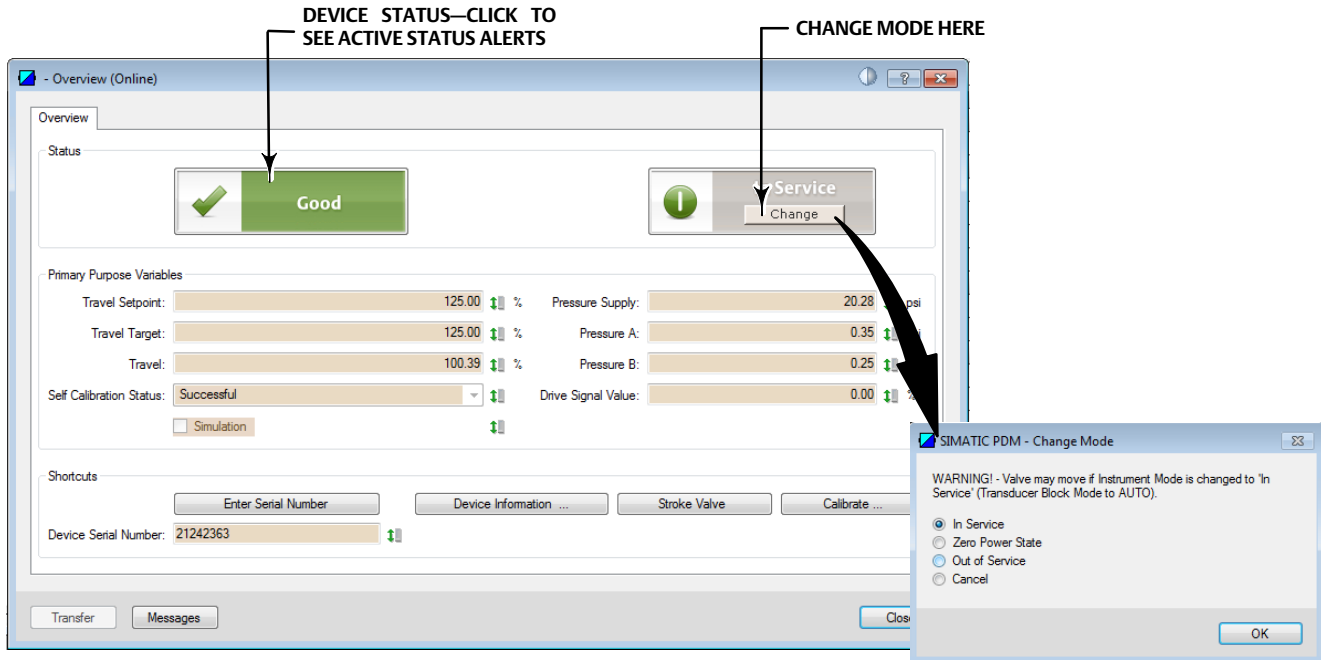 DEVICE STATUS—CLICK TO
SEE ACTIVE STATUS ALERTS
CHANGE MODE HERE
- Overview (Online)
?
Overview
Status
Good
Service
Change
Primary Purpose Variables
Travel Setpoint: 125.00 % Pressure Supply: 20.28 psi
Travel Target: 125.00 % Pressure A: 0.35
Travel: 100.39 % Pressure B: 0.25
Self Calibration Status: Successful Drive Signal Value: 0.00 %
Simulation
SIMATIC PDM - Change Mode
WARNING! - Valve may move if Instrument Mode is changed to 'In
Service' (Transducer Block Mode to AUTO).
In Service
Zero Power State
Out of Service
Cancel
OK
Shortcuts
Enter Serial Number Device Information ... Stroke Valve Calibrate ...
Device Serial Number: 21242363
Transfer Messages